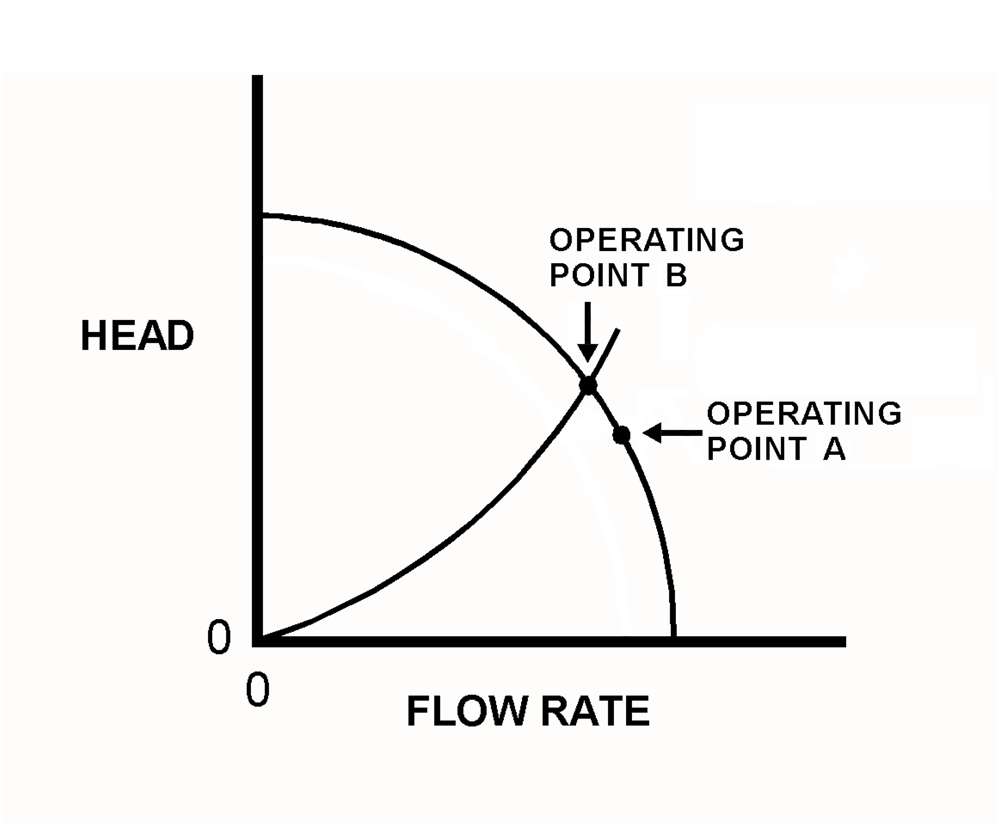 OPERATING
POINT B
HEAD
OPERATING
POINT A
0
0
FLOW RATE